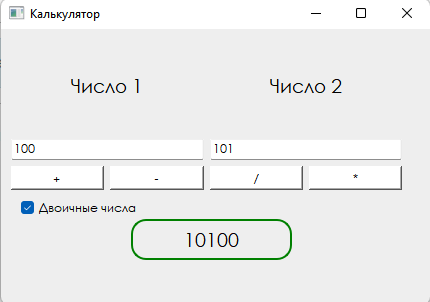 Калькулятор
Число 1 Число 2
100 101
+ - / *
Двоичные числа
10100